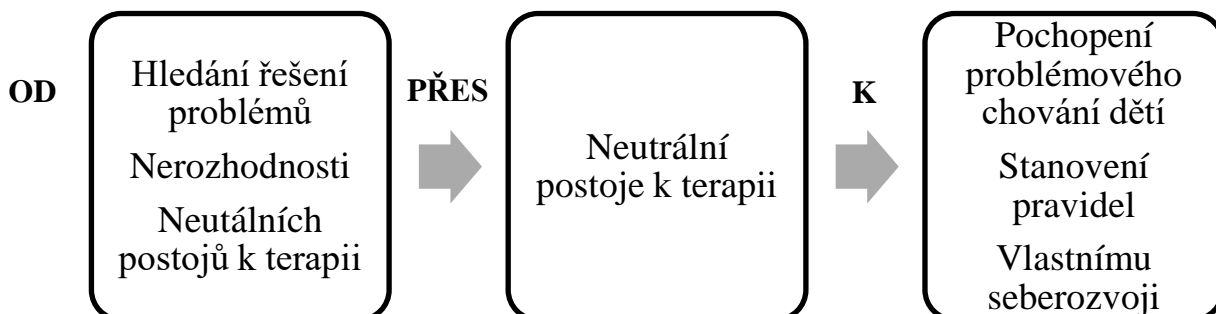 OD
Hledání řešení
problémů
Nerozhodnosti
Neutálních
postojů k terapii
PŘES
Neutrální
postoje k terapii
K
Pochopení
problémového
chování dětí
Stanovení
pravidel
Vlastnímu
seberozvoji